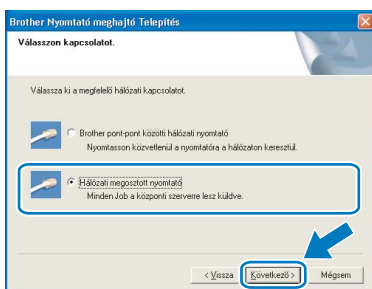 Brother Nyomtató meghajtó Telepítés
Válasszon kapcsolatot.
Válassza ki a megfelelő hálózati kapcsolatot.
Brother pont-pont közötti hálózati nyomtató
Nyomtasson közvetlenül a nyomtatóra a hálózaton keresztül.
Hálózati megosztott nyomtató
Minden Job a központi szerverre lesz küldve.
< Vissza Következő > Mégsem